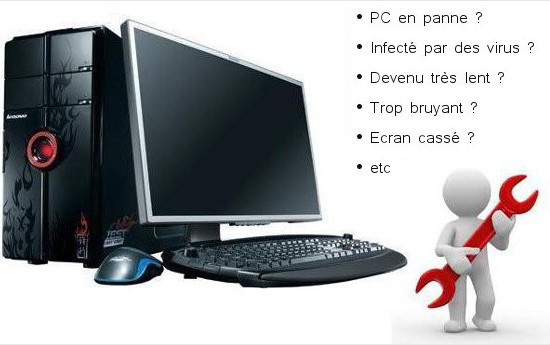 • PC en panne ?
• Infecté par des virus ?
• Devenu très lent ?
• Trop bruyant ?
• Ecran cassé ?
• etc
lenovo